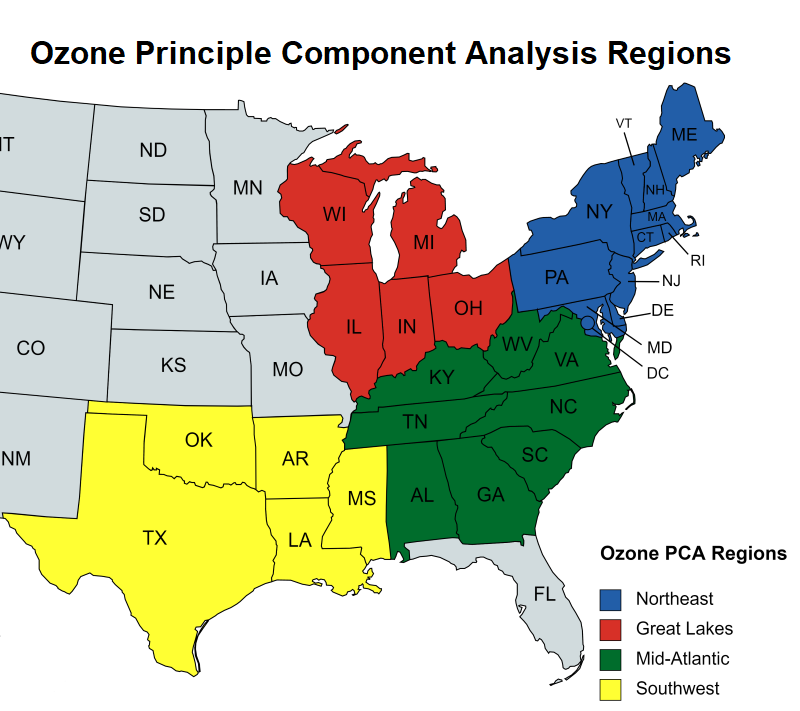 Ozone Principle Component Analysis Regions
VT
ME
IT
ND
MN
NH
SD
WI
NY
MA
WY
MI
CT
RI
IA
PA
NJ
NE
OH
DE
IL
IN
WV
MD
CO
KS
MO
KY
VA
DC
TN
NC
OK
NM
AR
SC
MS
AL
GA
TX
LA
Ozone PCA Regions
FL
Northeast
Great Lakes
Mid-Atlantic
Southwest